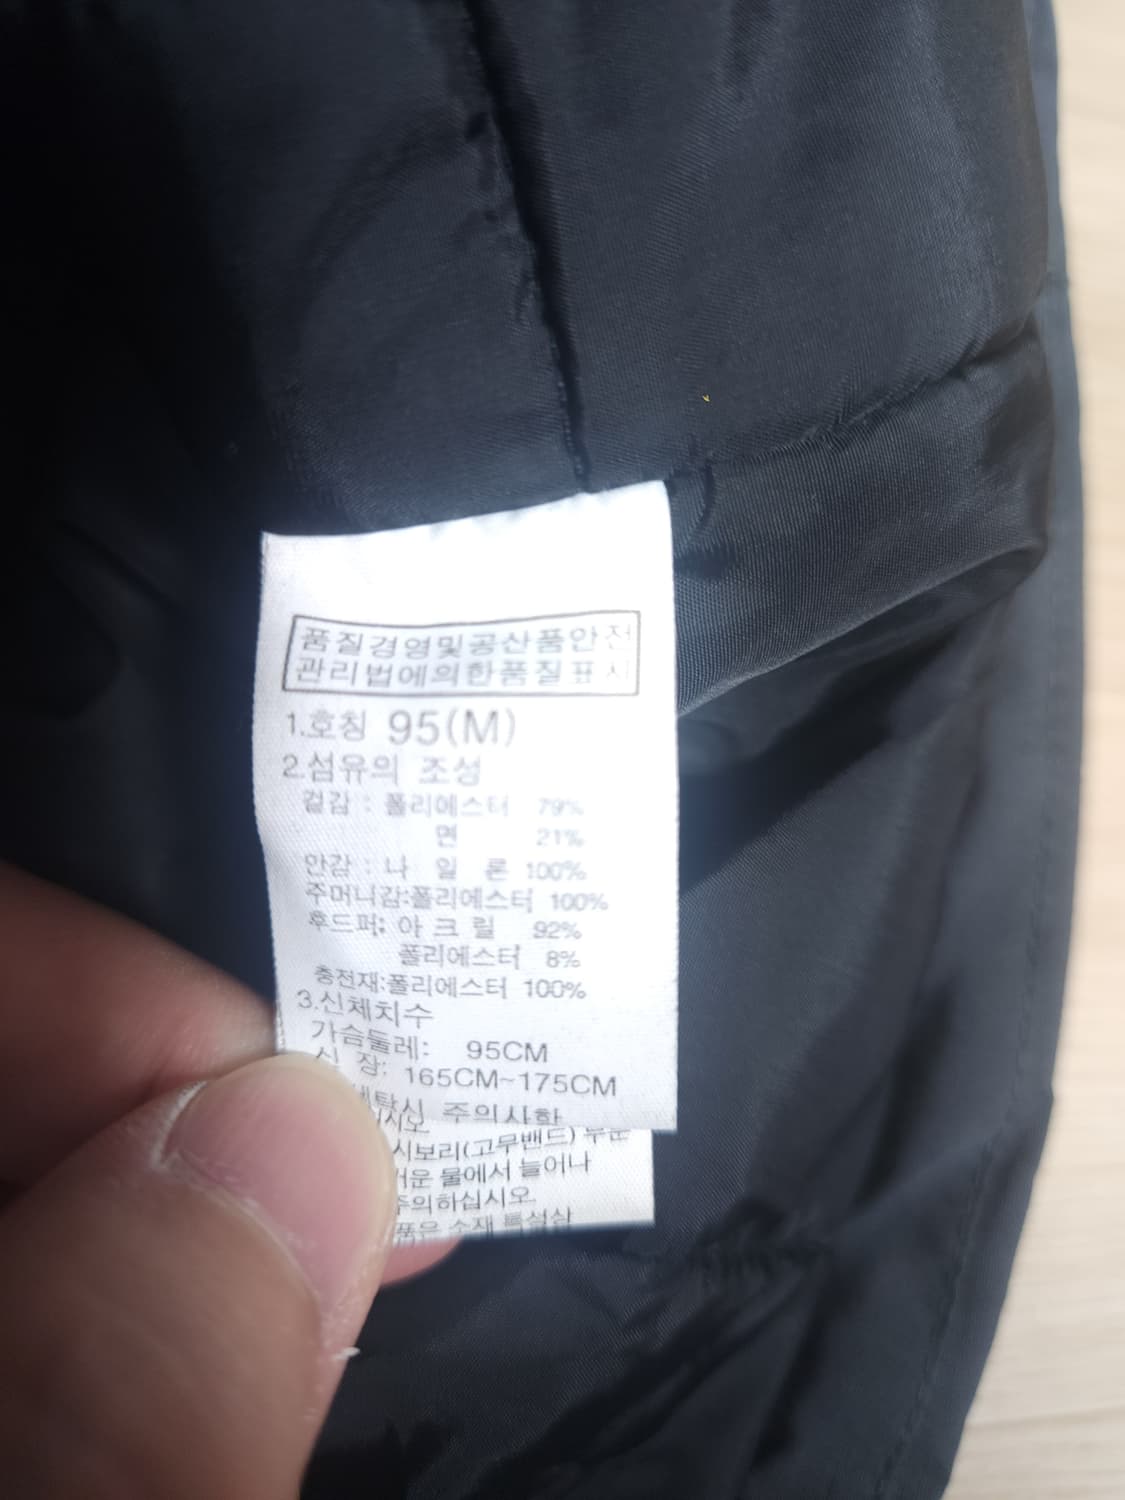 품질경영및공산품안전
관리법에의한품질표시
1.호칭 95(M)
2.섬유의 조성
겉감 : 폴리에스터 79%
면 21%
안감 : 나 일 론 100%
주머니감:폴리에스터 100%
후드퍼: 아 크 릴 92%
폴리에스터 8%
충전재:폴리에스터 100%
3.신체치수
가슴둘레: 95CM
신 장: 165CM~175CM
세탁시 주의사항
시보리(고무밴드) 부분
물에서 늘어나
주의하십시오.
소재 특성상